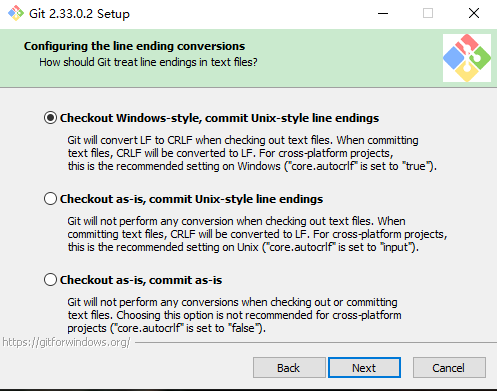 Git 2.33.0.2 Setup
Configuring the line ending conversions
How should Git treat line endings in text files?
Checkout Windows-style, commit Unix-style line endings
Git will convert LF to CRLF when checking out text files. When committing
text files, CRLF will be converted to LF. For cross-platform projects,
this is the recommended setting on Windows ("core.autocrlf" is set to "true").
Checkout as-is, commit Unix-style line endings
Git will not perform any conversion when checking out text files. When
committing text files, CRLF will be converted to LF. For cross-platform projects,
this is the recommended setting on Unix ("core.autocrlf" is set to "input").
Checkout as-is, commit as-is
Git will not perform any conversions when checking out or committing
text files. Choosing this option is not recommended for cross-platform
projects ("core.autocrlf" is set to "false").
https://gitforwindows.org/
Back
Next
Cancel